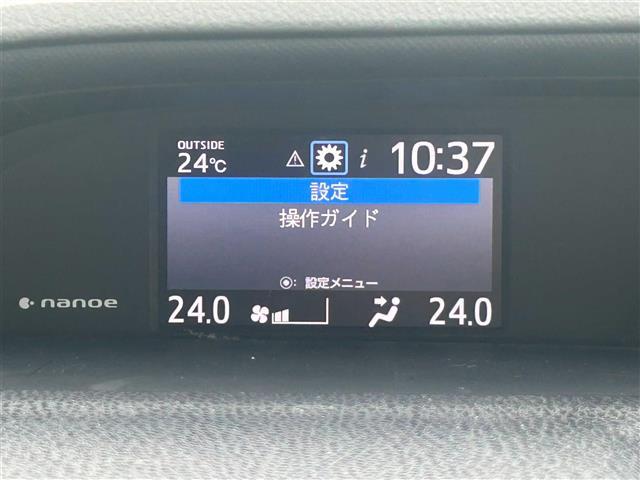 OUTSIDE
24℃
i
10:37
設定
操作ガイド
◉: 設定メニュー
nanoe
24.0
24.0